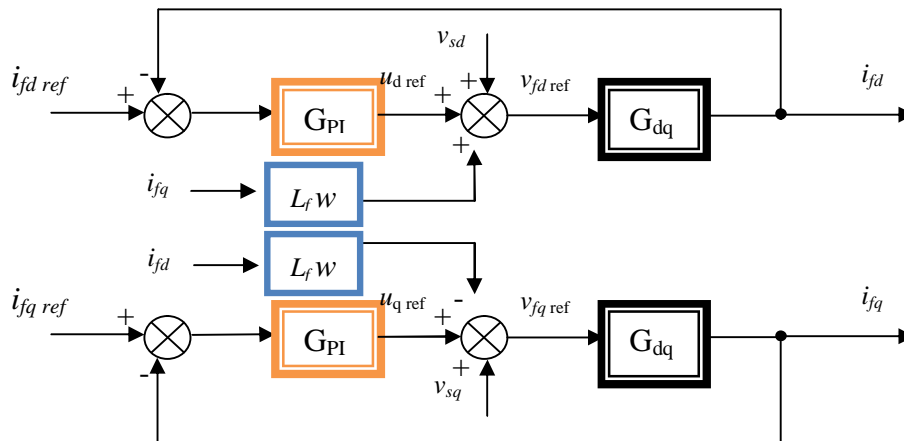 -
v_sd
i_fd ref
+
G_PI
u_d ref
+
+
+
v_fd ref
G_dq
i_fd
i_fq
L_f w
i_fd
L_f w
i_fq ref
+
-
G_PI
u_q ref
+
-
+
v_fq ref
G_dq
i_fq
v_sq